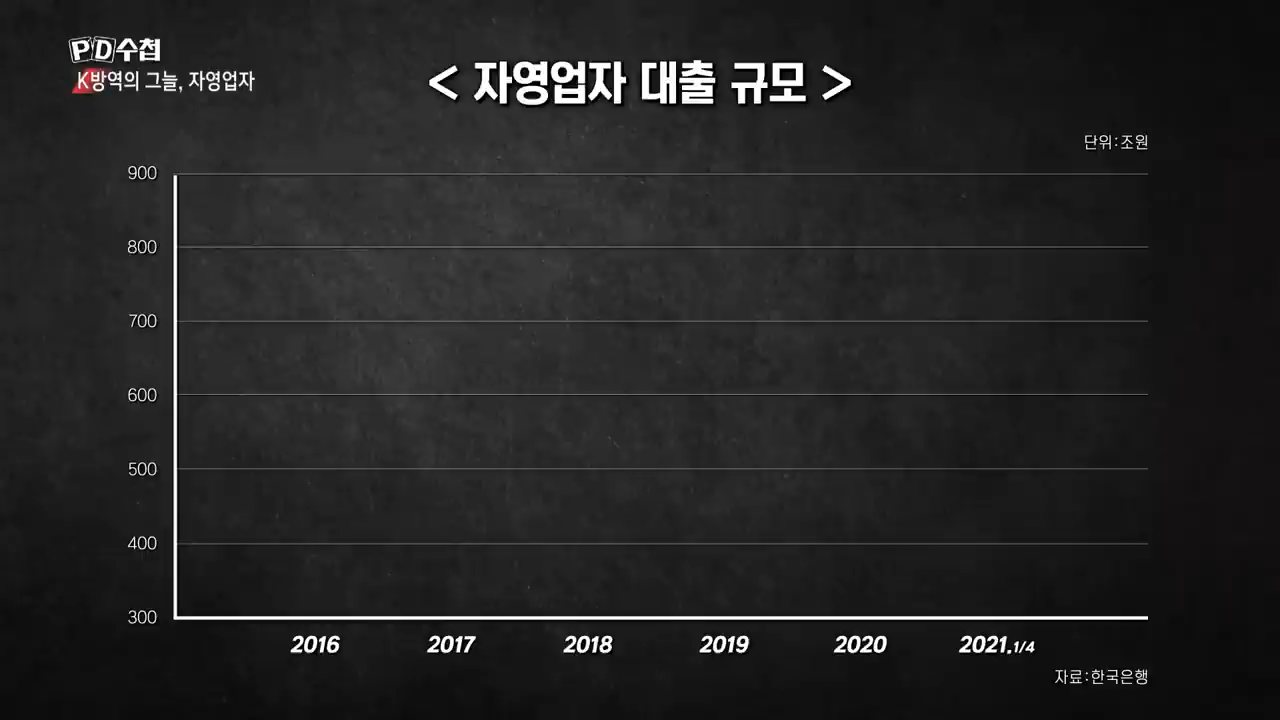 PD수첩
K방역의 그늘, 자영업자
< 자영업자 대출 규모 >
단위:조원
900
800
700
600
500
400
300
2016 2017 2018 2019 2020 2021.1/4
자료:한국은행